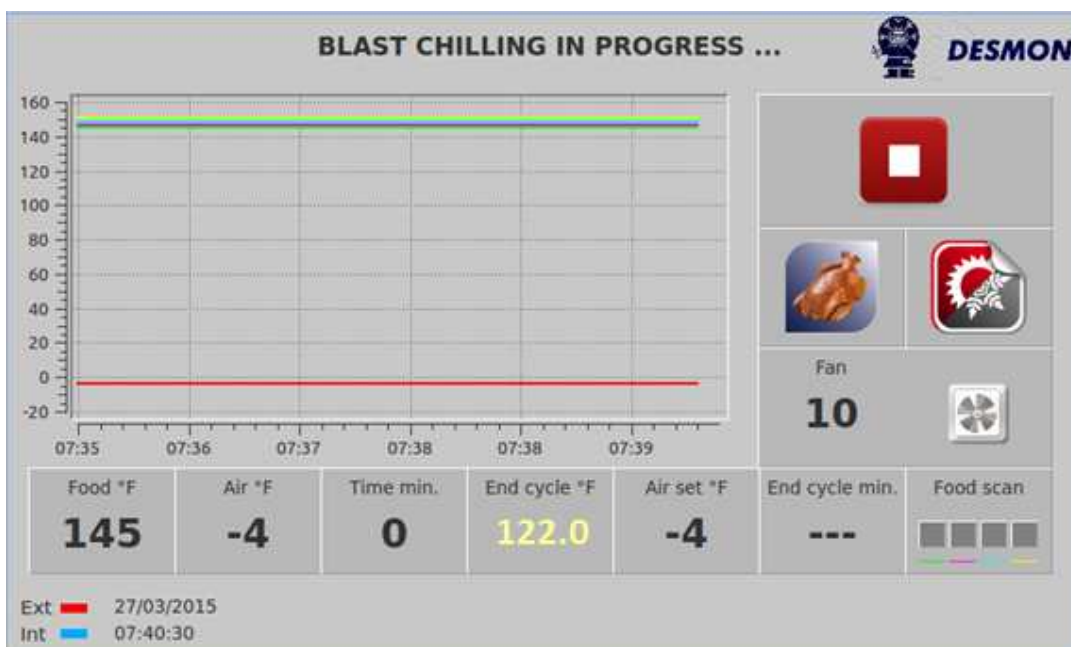 BLAST CHILLING IN PROGRESS ...
DESMON
160
140
120
100
80
60
40
20
0
-20
07:35 07:36 07:37 07:38 07:38 07:39
Fan
10
Food °F Air °F Time min. End cycle °F Air set °F End cycle min. Food scan
145 -4 0 122.0 -4 ---
Ext 27/03/2015
Int 07:40:30